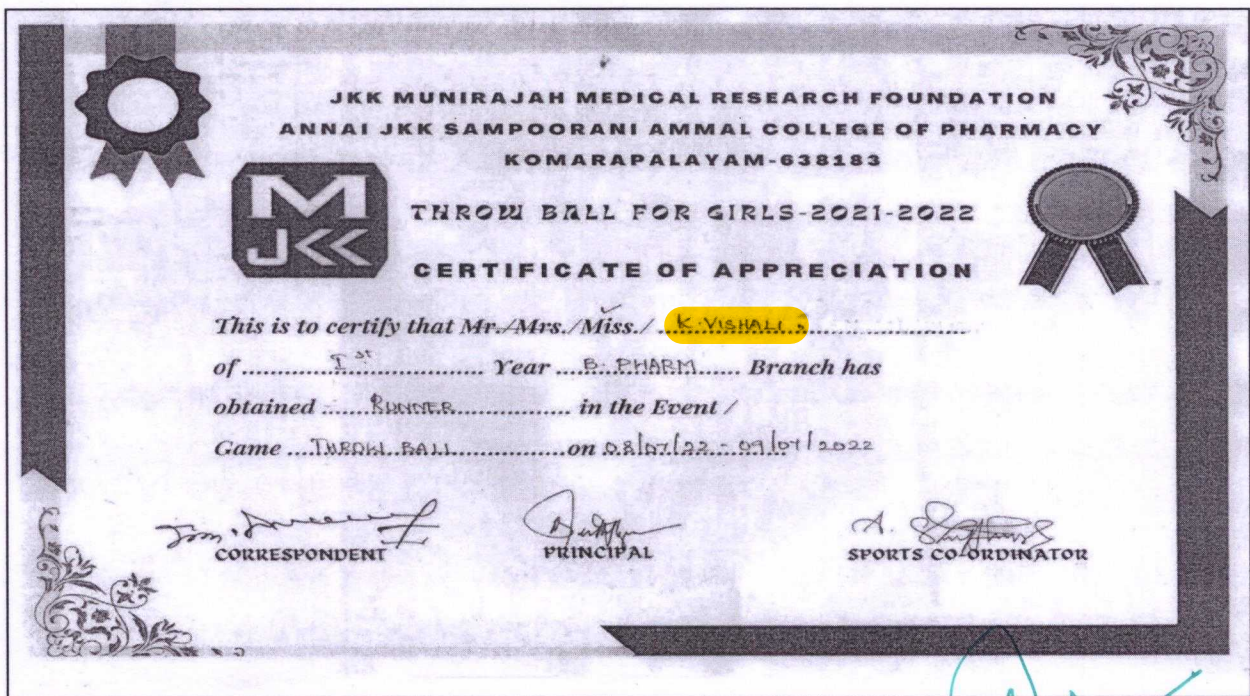 JKK MUNIRAJAH MEDICAL RESEARCH FOUNDATION
ANNAI JKK SAMPOORANI AMMAL COLLEGE OF PHARMACY
KOMARAPALAYAM-638183
M
JKK
THROW BALL FOR GIRLS-2021-2022
CERTIFICATE OF APPRECIATION
This is to certify that Mr./Mrs./Miss./ K. VISHALI
of Ist Year B. PHARM Branch has
obtained RUNNER in the Event /
Game THROW BALL on 08/07/22 - 09/07/2022
CORRESPONDENT PRINCIPAL SPORTS CO-ORDINATOR